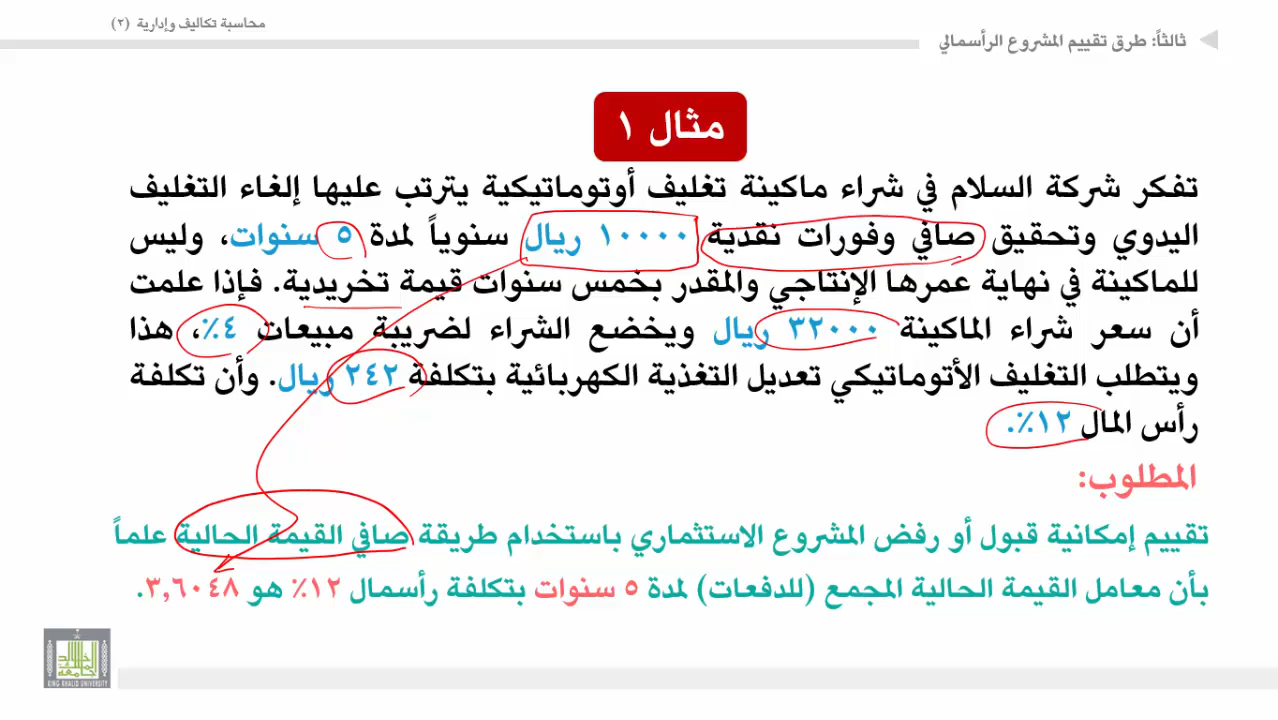 محاسبة تكاليف وإدارية (٢)
ثالثاً: طرق تقييم المشروع الرأسمالي
مثال ١
تفكر شركة السلام في شراء ماكينة تغليف أوتوماتيكية يترتب عليها إلغاء التغليف
اليدوي وتحقيق صافي وفورات نقدية ١٠٠٠٠ ريال سنوياً لمدة ٥ سنوات، وليس
للماكينة في نهاية عمرها الإنتاجي والمقدر بخمس سنوات قيمة تخريدية. فإذا علمت
أن سعر شراء الماكينة ٣٢٠٠٠ ريال ويخضع الشراء لضريبة مبيعات ٤٪، هذا
ويتطلب التغليف الأتوماتيكي تعديل التغذية الكهربائية بتكلفة ٢٤٢ ريال. وأن تكلفة
رأس المال ١٢٪.
المطلوب:
تقييم إمكانية قبول أو رفض المشروع الاستثماري باستخدام طريقة صافي القيمة الحالية علماً
بأن معامل القيمة الحالية المجمع (للدفعات) لمدة ٥ سنوات بتكلفة رأسمال ١٢٪ هو ٣,٦٠٤٨.
KING KHALID UNIVERSITY